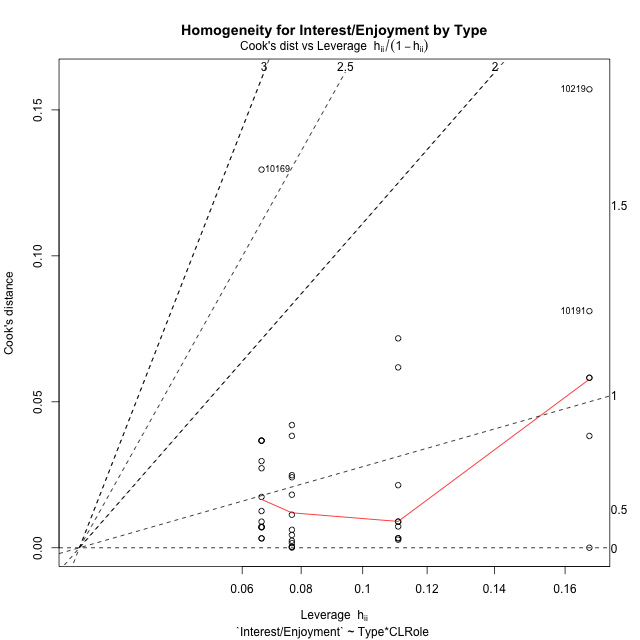 Homogeneity for Interest/Enjoyment by Type
Cook's dist vs Leverage hii/(1 − hii)
3
2.5
2
10219
10169
1.5
10191
1
0.5
0
0.15
0.10
0.05
0.00
Cook's distance
0.06 0.08 0.1 0.12 0.14 0.16
Leverage hii
`Interest/Enjoyment` ~ Type*CLRole